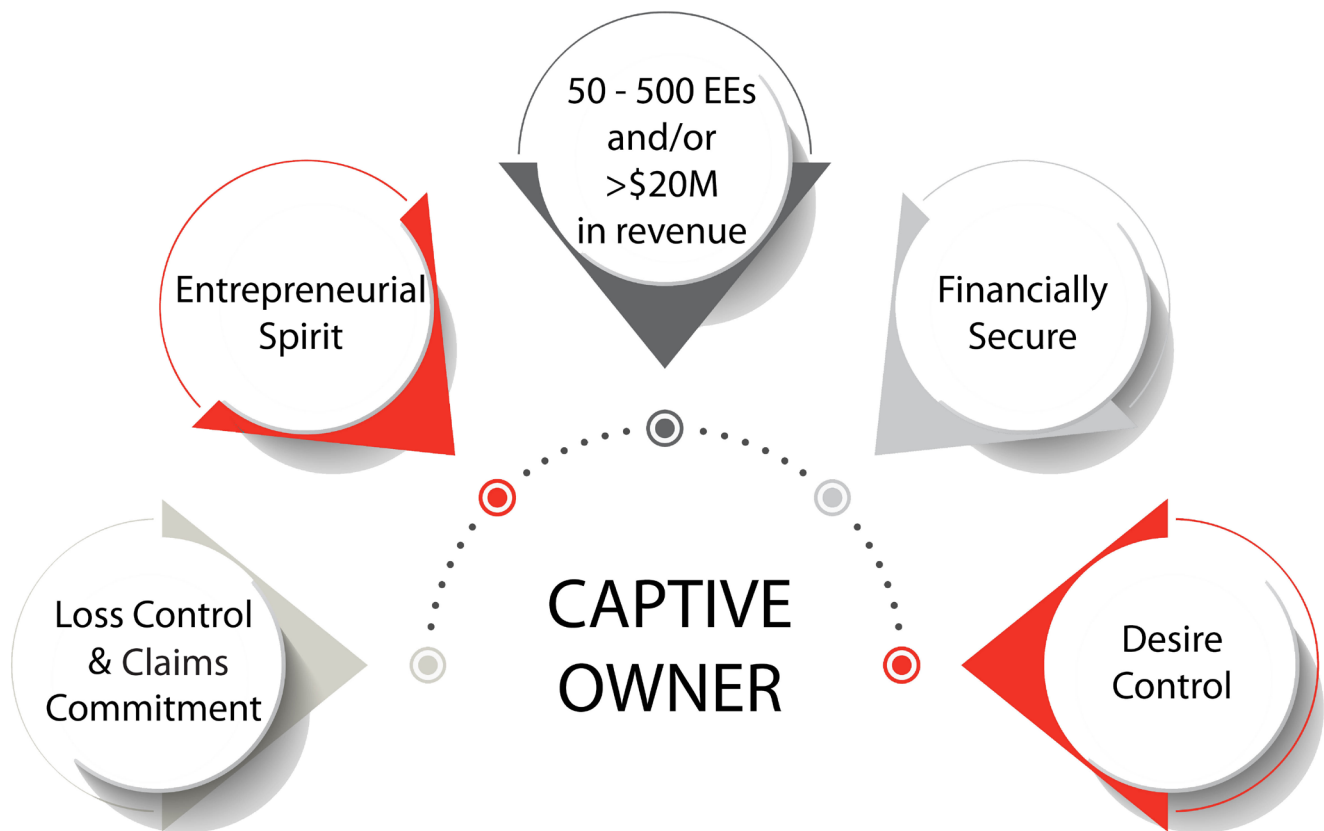 50 - 500 EEs
and/or
>$20M
in revenue
Entrepreneurial
Spirit
Financially
Secure
Loss Control
& Claims
Commitment
CAPTIVE
OWNER
Desire
Control